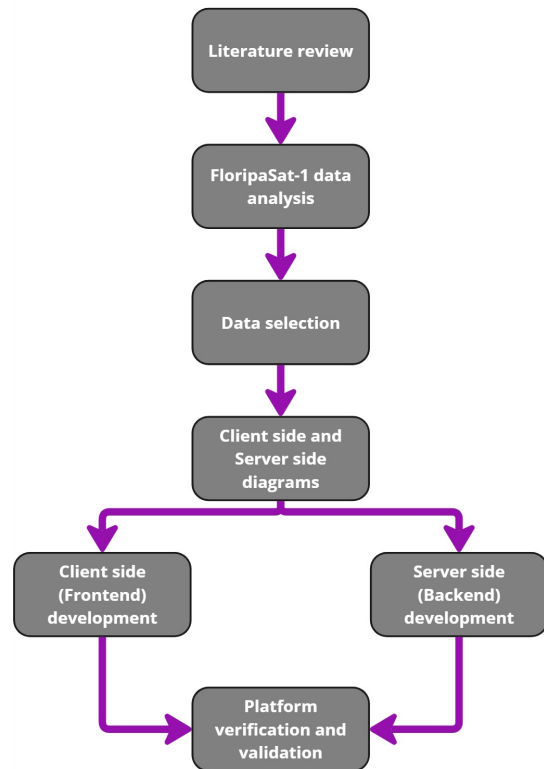 Literature review
FloripaSat-1 data
analysis
Data selection
Client side and
Server side
diagrams
Client side
(Frontend)
development
Server side
(Backend)
development
Platform
verification and
validation